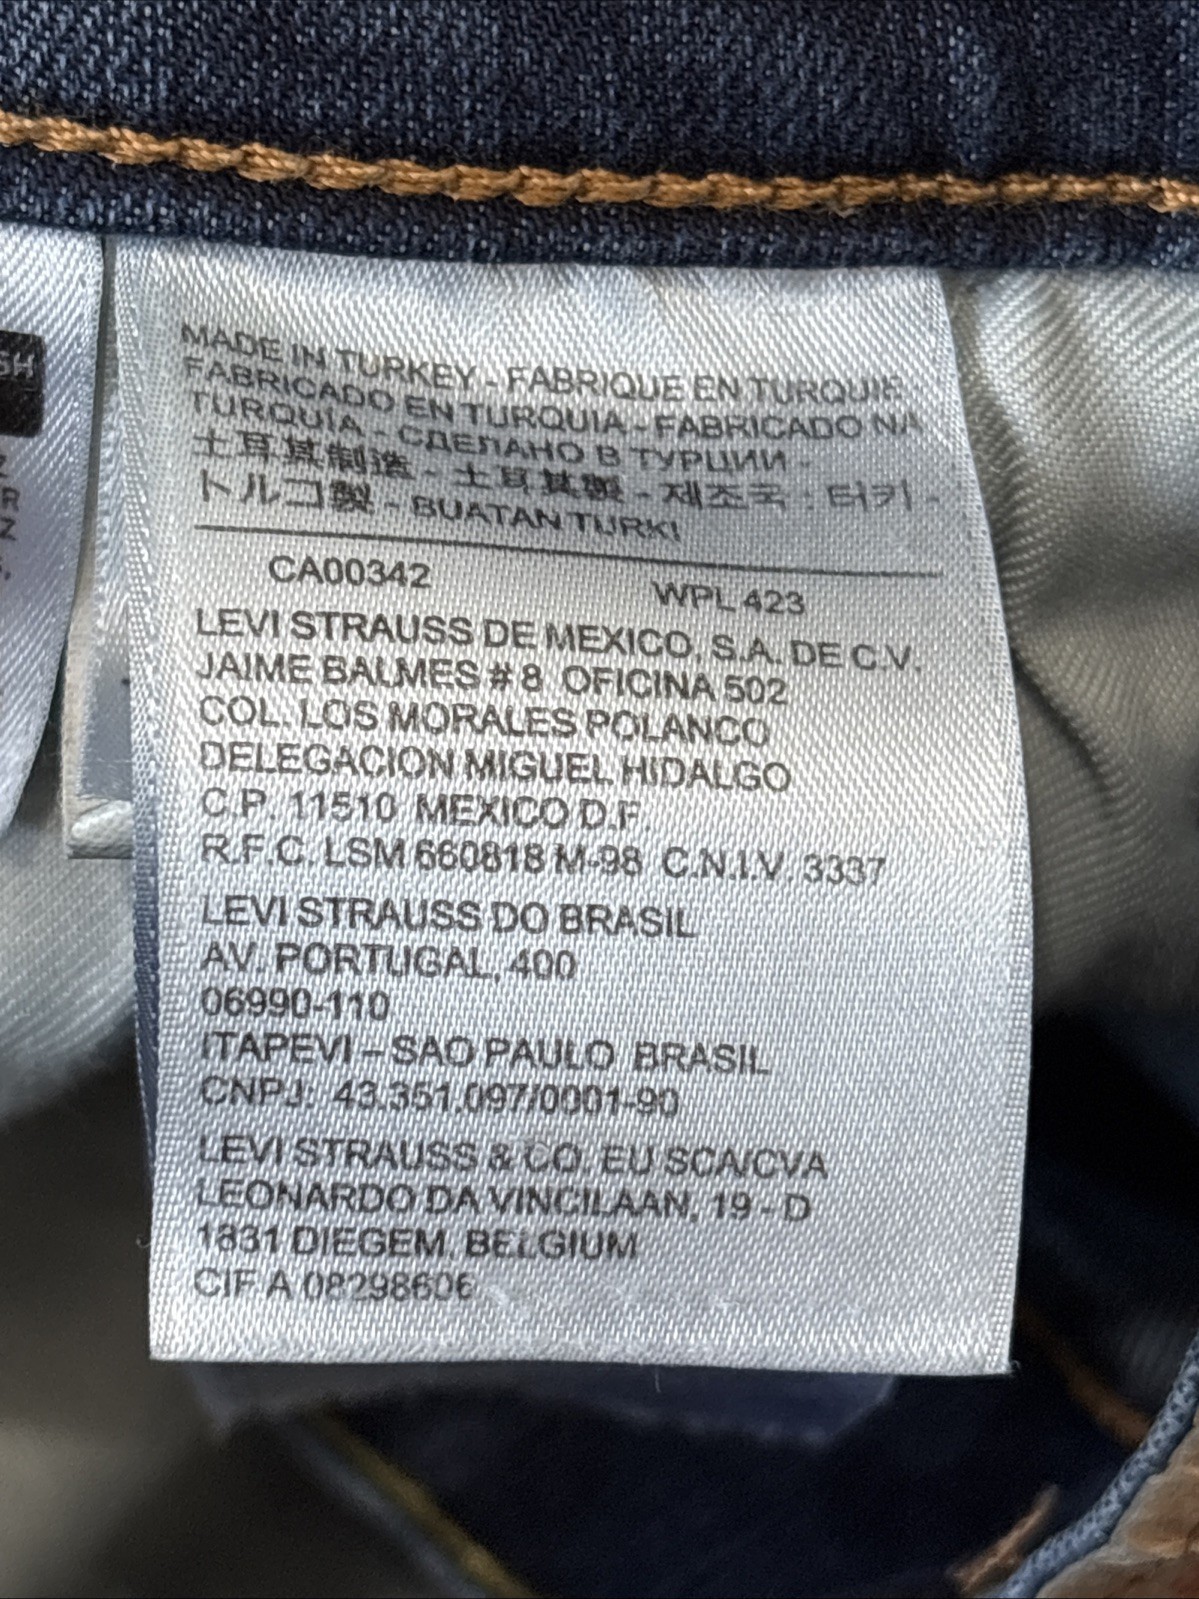 MADE IN TURKEY - FABRIQUE EN TURQUIE -
FABRICADO EN TURQUIA - FABRICADO NA
TURQUÍA - СДЕЛАНО В ТУРЦИИ -
土耳其制造 - 土耳其製 - 제조국 : 터키 -
トルコ製 - BUATAN TURKI
CA00342 WPL 423
LEVI STRAUSS DE MEXICO, S.A. DE C.V.
JAIME BALMES # 8 OFICINA 502
COL. LOS MORALES POLANCO
DELEGACION MIGUEL HIDALGO
C.P. 11510 MEXICO D.F.
R.F.C. LSM 660818 M-98 C.N.I.V. 3337
LEVI STRAUSS DO BRASIL
AV. PORTUGAL, 400
06990-110
ITAPEVI – SAO PAULO BRASIL
CNPJ: 43.351.097/0001-90
LEVI STRAUSS & CO. EU SCA/CVA
LEONARDO DA VINCILAAN, 19 - D
1831 DIEGEM, BELGIUM
CIF A 08298606